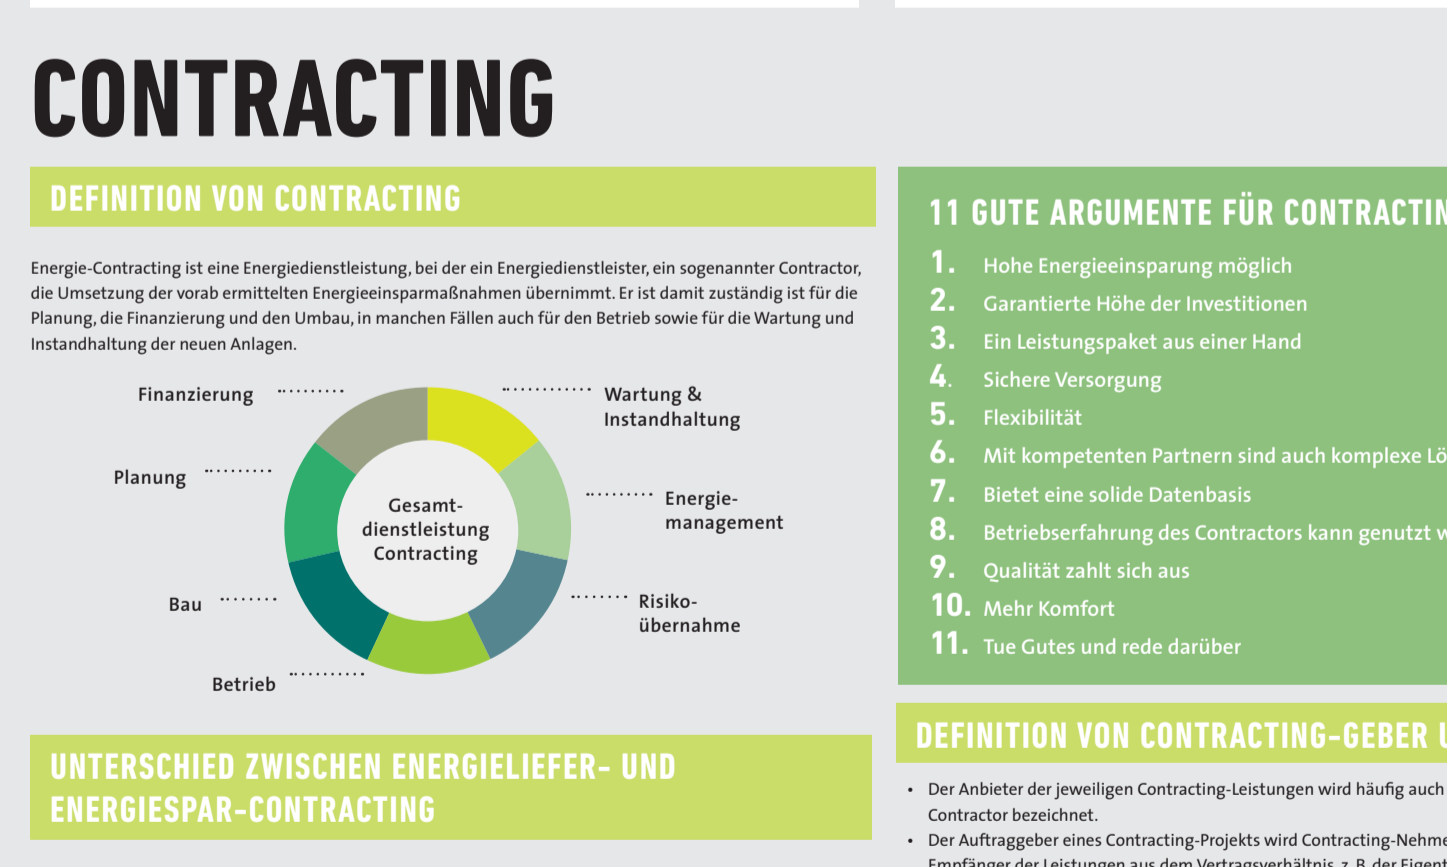 CONTRACTING
DEFINITION VON CONTRACTING
Energie-Contracting ist eine Energiedienstleistung, bei der ein Energiedienstleister, ein sogenannter Contractor,
die Umsetzung der vorab ermittelten Energieeinsparmaßnahmen übernimmt. Er ist damit zuständig ist für die
Planung, die Finanzierung und den Umbau, in manchen Fällen auch für den Betrieb sowie für die Wartung und
Instandhaltung der neuen Anlagen.
Finanzierung
Wartung &
Instandhaltung
Planung
Energie-
management
Gesamt-
dienstleistung
Contracting
Bau
Risiko-
übernahme
Betrieb
UNTERSCHIED ZWISCHEN ENERGIELIEFER- UND
ENERGIESPAR-CONTRACTING
11 GUTE ARGUMENTE FÜR
1. Hohe Energieeinsparung möglich
2. Garantierte Höhe der Investitionen
3. Ein Leistungspaket aus einer Hand
4. Sichere Versorgung
5. Flexibilität
6. Mit kompetenten Partnern sind auch komplexe
7. Bietet eine solide Datenbasis
8. Betriebserfahrung des Contractors kann genutzt
9. Qualität zahlt sich aus
10. Mehr Komfort
11. Tue Gutes und rede darüber
DEFINITION VON CONTRACTING-GEBER
• Der Anbieter der jeweiligen Contracting-Leistungen wird häufig auch
Contractor bezeichnet.
• Der Auftraggeber eines Contracting-Projekts wird
Empfänger der Leistungen aus dem Vertragsverhältnis, z. B. der